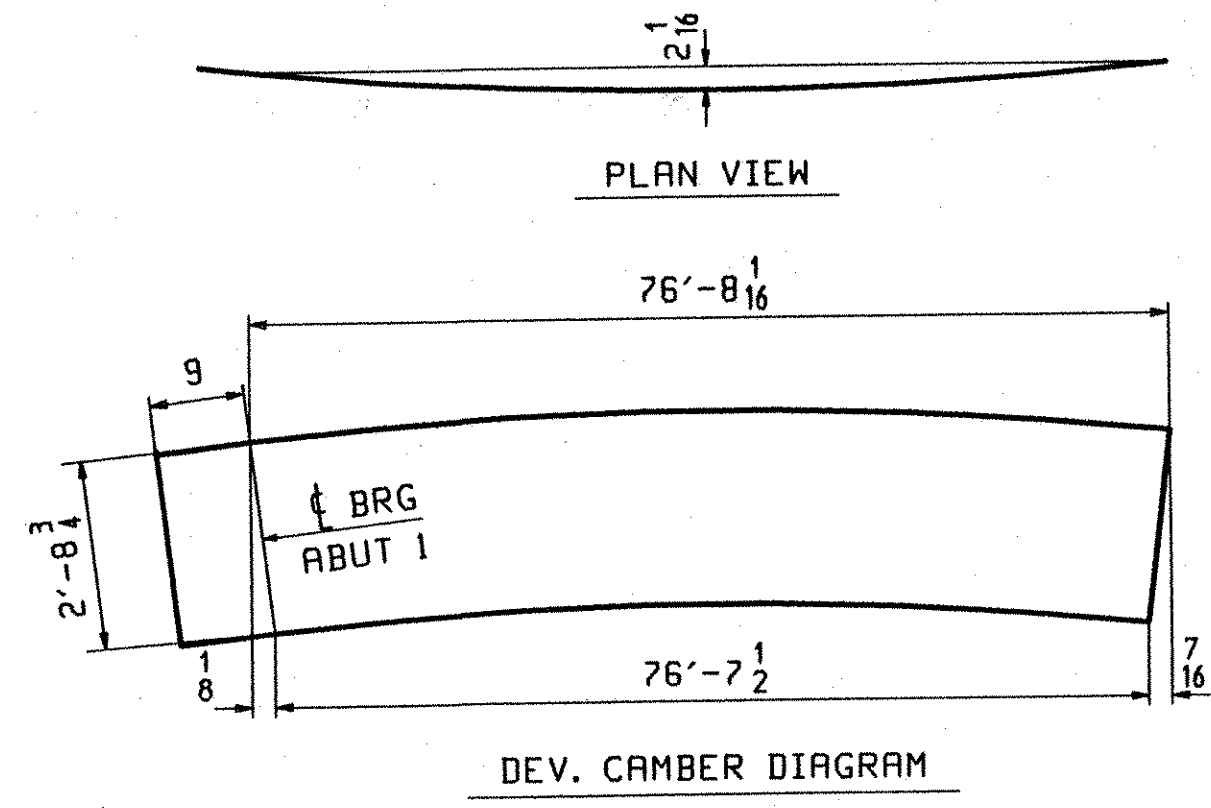 2 1/16
PLAN VIEW
76′-8 1/16
9
2′-8 3/4
℄ BRG
ABUT 1
1/8
76′-7 1/2
7/16
DEV. CAMBER DIAGRAM